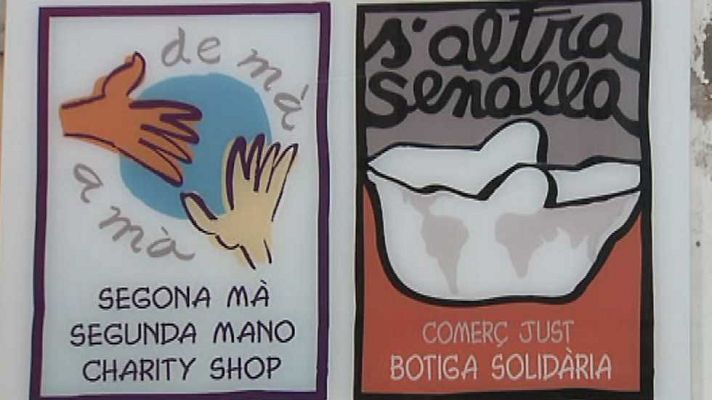 de mà
a mà
SEGONA MÀ
SEGUNDA MANO
CHARITY SHOP
s'altra
senalla
COMERÇ JUST
BOTIGA SOLIDÀRIA